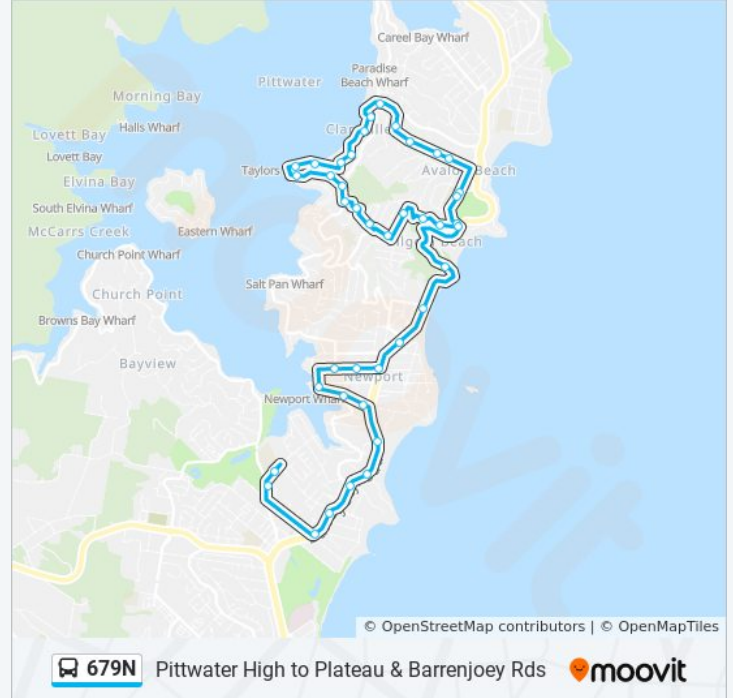 Careel Bay Wharf
Paradise
Beach Wharf
Pittwater
Morning Bay
Halls Wharf
Lovett Bay
Lovett Bay
Taylors
Avalon Beach
Elvina Bay
South Elvina Wharf
McCarrs Creek
Eastern Wharf
Church Point Wharf
Salt Pan Wharf
Church Point
Browns Bay Wharf
Bayview
Newport
Newport Wharf
© OpenStreetMap contributors | © OpenMapTiles
679N
Pittwater High to Plateau & Barrenjoey Rds
moovit